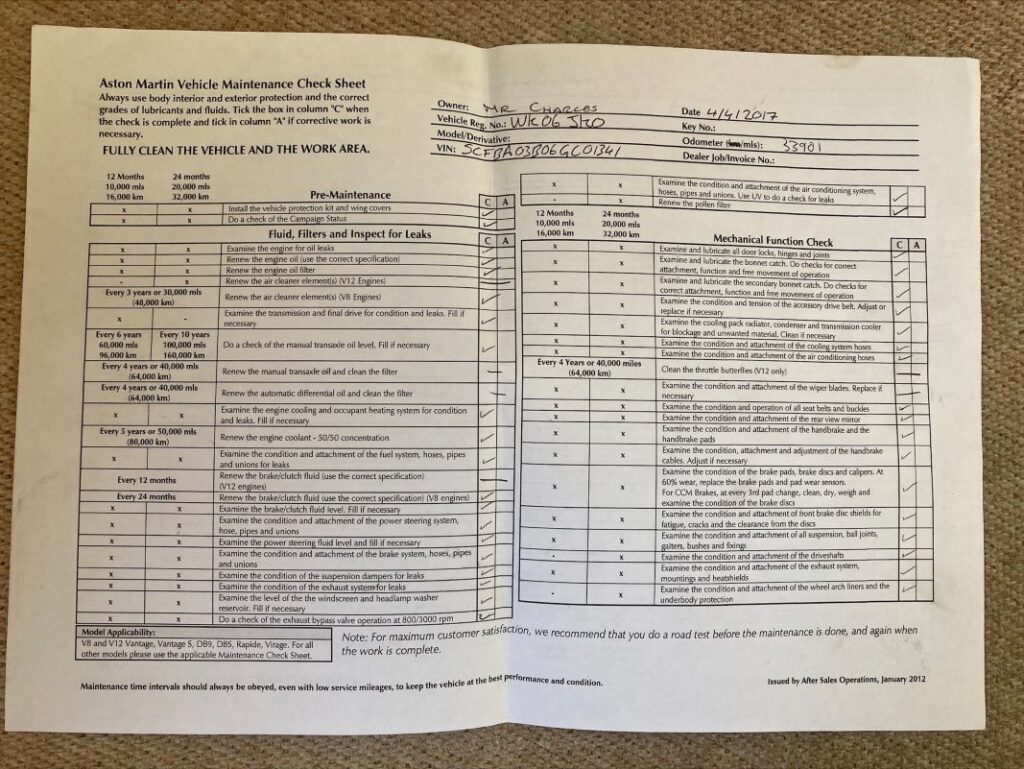 Aston Martin Vehicle Maintenance Check Sheet
Always use body interior and exterior protection and the correct
grades of lubricants and fluids. Tick the box in column "C" when
the check is complete and tick in column "A" if corrective work is
necessary.
FULLY CLEAN THE VEHICLE AND THE WORK AREA.
Owner: MR CHARLES
Vehicle Reg. No.: WK06 JKO
Model/Derivative:
VIN: SCFBA03B06GC01341
Date 4/4/2017
Key No.:
Odometer (km/mls): 33901
Dealer Job/Invoice No.:
12 Months 24 months
10,000 mls 20,000 mls
16,000 km 32,000 km
Pre-Maintenance C A
x x Install the vehicle protection kit and wing covers
x x Do a check of the Campaign Status
Fluid, Filters and Inspect for Leaks C A
x x Examine the engine for oil leaks
x x Renew the engine oil (use the correct specification)
x x Renew the engine oil filter
- x Renew the air cleaner element(s) (V12 Engines)
Every 3 years or 30,000 mls
(48,000 km)
Renew the air cleaner element(s) (V8 Engines)
x - Examine the transmission and final drive for condition and leaks. Fill if
necessary
Every 6 years Every 10 years
60,000 mls 100,000 mls
96,000 km 160,000 km
Do a check of the manual transaxle oil level. Fill if necessary
Every 4 years or 40,000 mls
(64,000 km)
Renew the manual transaxle oil and clean the filter
Every 4 years or 40,000 mls
(64,000 km)
Renew the automatic differential oil and clean the filter
x x Examine the engine cooling and occupant heating system for condition
and leaks. Fill if necessary
Every 5 years or 50,000 mls
(80,000 km)
Renew the engine coolant - 50/50 concentration
x x Examine the condition and attachment of the fuel system, hoses, pipes
and unions for leaks
Every 12 months Renew the brake/clutch fluid (use the correct specification)
(V12 engines)
Every 24 months Renew the brake/clutch fluid (use the correct specification) (V8 engines)
x x Examine the brake/clutch fluid level. Fill if necessary
x x Examine the condition and attachment of the power steering system,
hose, pipes and unions
x x Examine the power steering fluid level and fill if necessary
x x Examine the condition and attachment of the brake system, hoses, pipes
and unions
x x Examine the condition of the suspension dampers for leaks
x x Examine the condition of the exhaust system for leaks
x x Examine the level of the the windscreen and headlamp washer
reservoir. Fill if necessary
x x Do a check of the exhaust bypass valve operation at 800/3000 rpm
Model Applicability:
V8 and V12 Vantage, Vantage S, DB9, DBS, Rapide, Virage. For all
other models please use the applicable Maintenance Check Sheet.
x x Examine the condition and attachment of the air conditioning system,
hoses, pipes and unions. Use UV to do a check for leaks
- x Renew the pollen filter
12 Months 24 months
10,000 mls 20,000 mls
16,000 km 32,000 km
Mechanical Function Check C A
x x Examine and lubricate all door locks, hinges and joints
x x Examine and lubricate the bonnet catch. Do checks for correct
attachment, function and free movement of operation
x x Examine and lubricate the secondary bonnet catch. Do checks for
correct attachment, function and free movement of operation
x x Examine the condition and tension of the accessory drive belt. Adjust or
replace if necessary
x x Examine the cooling pack radiator, condenser and transmission cooler
for blockage and unwanted material. Clean if necessary
x x Examine the condition and attachment of the cooling system hoses
x x Examine the condition and attachment of the air conditioning hoses
Every 4 Years or 40,000 miles
(64,000 km)
Clean the throttle butterflies (V12 only)
x x Examine the condition and attachment of the wiper blades. Replace if
necessary
x x Examine the condition and operation of all seat belts and buckles
x x Examine the condition and attachment of the rear view mirror
x x Examine the condition and attachment of the handbrake and the
handbrake pads
x x Examine the condition, attachment and adjustment of the handbrake
cables. Adjust if necessary
x x Examine the condition of the brake pads, brake discs and calipers. At
60% wear, replace the brake pads and pad wear sensors.
For CCM Brakes, at every 3rd pad change, clean, dry, weigh and
examine the condition of the brake discs
x x Examine the condition and attachment of front brake disc shields for
fatigue, cracks and the clearance from the discs
x x Examine the condition and attachment of all suspension, ball joints,
gaiters, bushes and fixings
- x Examine the condition and attachment of the driveshafts
x x Examine the condition and attachment of the exhaust system,
mountings and heatshields
- x Examine the condition and attachment of the wheel arch liners and the
underbody protection
Note: For maximum customer satisfaction, we recommend that you do a road test before the maintenance is done, and again when
the work is complete.
Maintenance time intervals should always be obeyed, even with low service mileages, to keep the vehicle at the best performance and condition.
Issued by After Sales Operations, January 2012